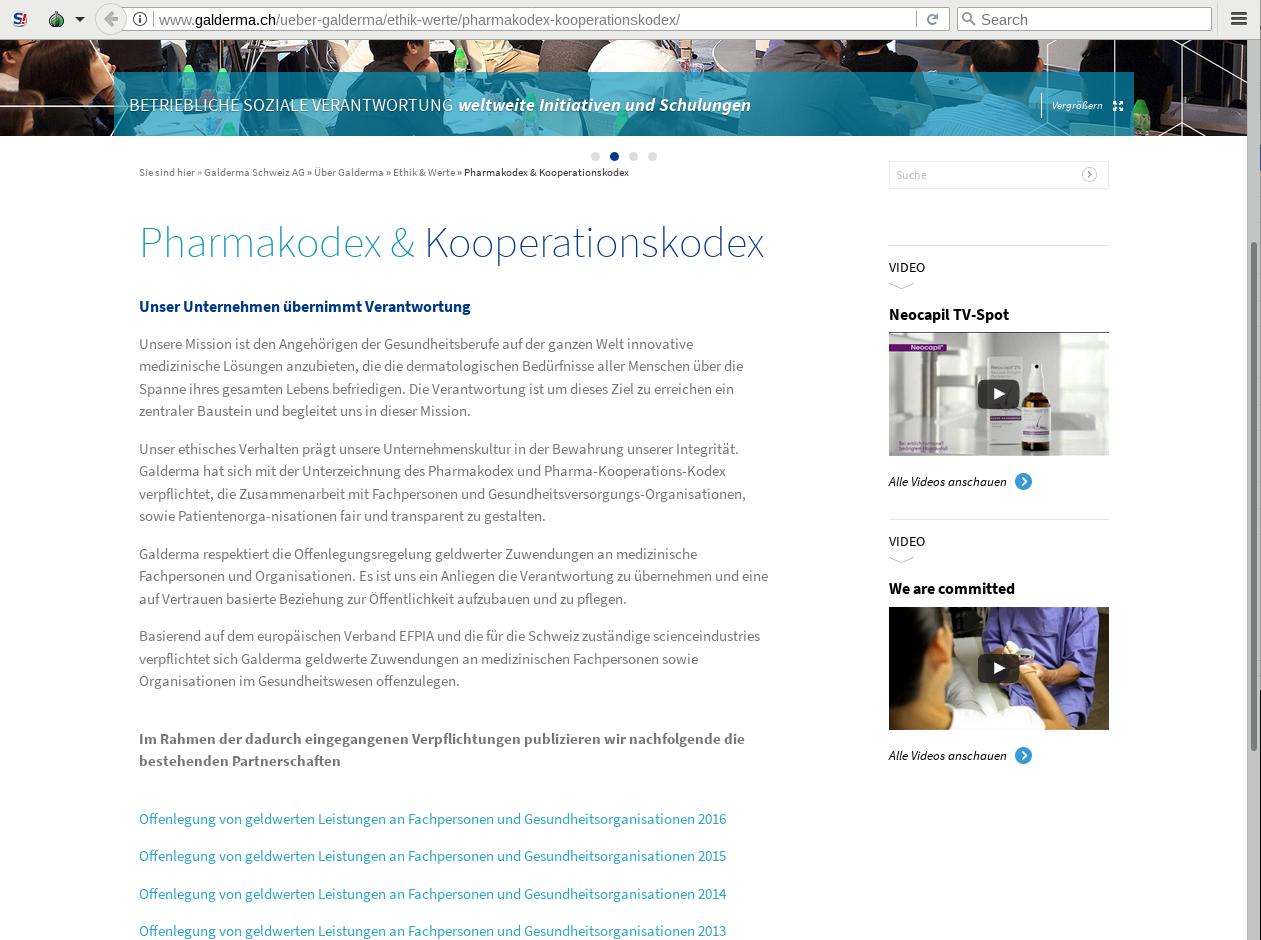 www.galderma.ch/ueber-galderma/ethik-werte/pharmakodex-kooperationskodex/
Search
BETRIEBLICHE SOZIALE VERANTWORTUNG weltweite Initiativen und Schulungen
Vergrößern
Sie sind hier » Galderma Schweiz AG » Über Galderma » Ethik & Werte » Pharmakodex & Kooperationskodex
Suche
Pharmakodex & Kooperationskodex
Unser Unternehmen übernimmt Verantwortung
Unsere Mission ist den Angehörigen der Gesundheitsberufe auf der ganzen Welt innovative
medizinische Lösungen anzubieten, die die dermatologischen Bedürfnisse aller Menschen über die
Spanne ihres gesamten Lebens befriedigen. Die Verantwortung ist um dieses Ziel zu erreichen ein
zentraler Baustein und begleitet uns in dieser Mission.
Unser ethisches Verhalten prägt unsere Unternehmenskultur in der Bewahrung unserer Integrität.
Galderma hat sich mit der Unterzeichnung des Pharmakodex und Pharma-Kooperations-Kodex
verpflichtet, die Zusammenarbeit mit Fachpersonen und Gesundheitsversorgungs-Organisationen,
sowie Patientenorga-nisationen fair und transparent zu gestalten.
Galderma respektiert die Offenlegungsregelung geldwerter Zuwendungen an medizinische
Fachpersonen und Organisationen. Es ist uns ein Anliegen die Verantwortung zu übernehmen und eine
auf Vertrauen basierte Beziehung zur Öffentlichkeit aufzubauen und zu pflegen.
Basierend auf dem europäischen Verband EFPIA und die für die Schweiz zuständige scienceindustries
verpflichtet sich Galderma geldwerte Zuwendungen an medizinischen Fachpersonen sowie
Organisationen im Gesundheitswesen offenzulegen.
Im Rahmen der dadurch eingegangenen Verpflichtungen publizieren wir nachfolgende die
bestehenden Partnerschaften
Offenlegung von geldwerten Leistungen an Fachpersonen und Gesundheitsorganisationen 2016
Offenlegung von geldwerten Leistungen an Fachpersonen und Gesundheitsorganisationen 2015
Offenlegung von geldwerten Leistungen an Fachpersonen und Gesundheitsorganisationen 2014
Offenlegung von geldwerten Leistungen an Fachpersonen und Gesundheitsorganisationen 2013
VIDEO
Neocapil TV-Spot
Neocapil
Neocapil 2%
Alle Videos anschauen
VIDEO
We are committed
Alle Videos anschauen